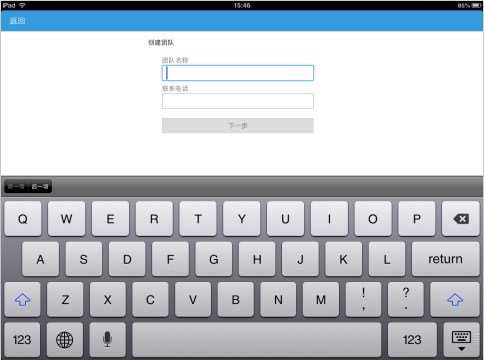 iPad 15:46 85%
返回
创建团队
团队名称
联系电话
下一步
前一项 后一项
Q W E R T Y U I O P
A S D F G H J K L return
Z X C V B N M ! , ? .
123 123